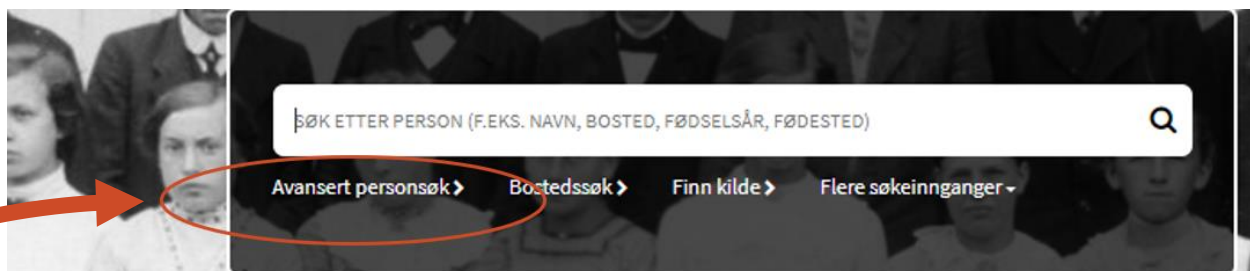 SØK ETTER PERSON (F.EKS. NAVN, BOSTED, FØDSELSÅR, FØDESTED)
Avansert personsøk Bostedssøk Finn kilde Flere søkeinnganger